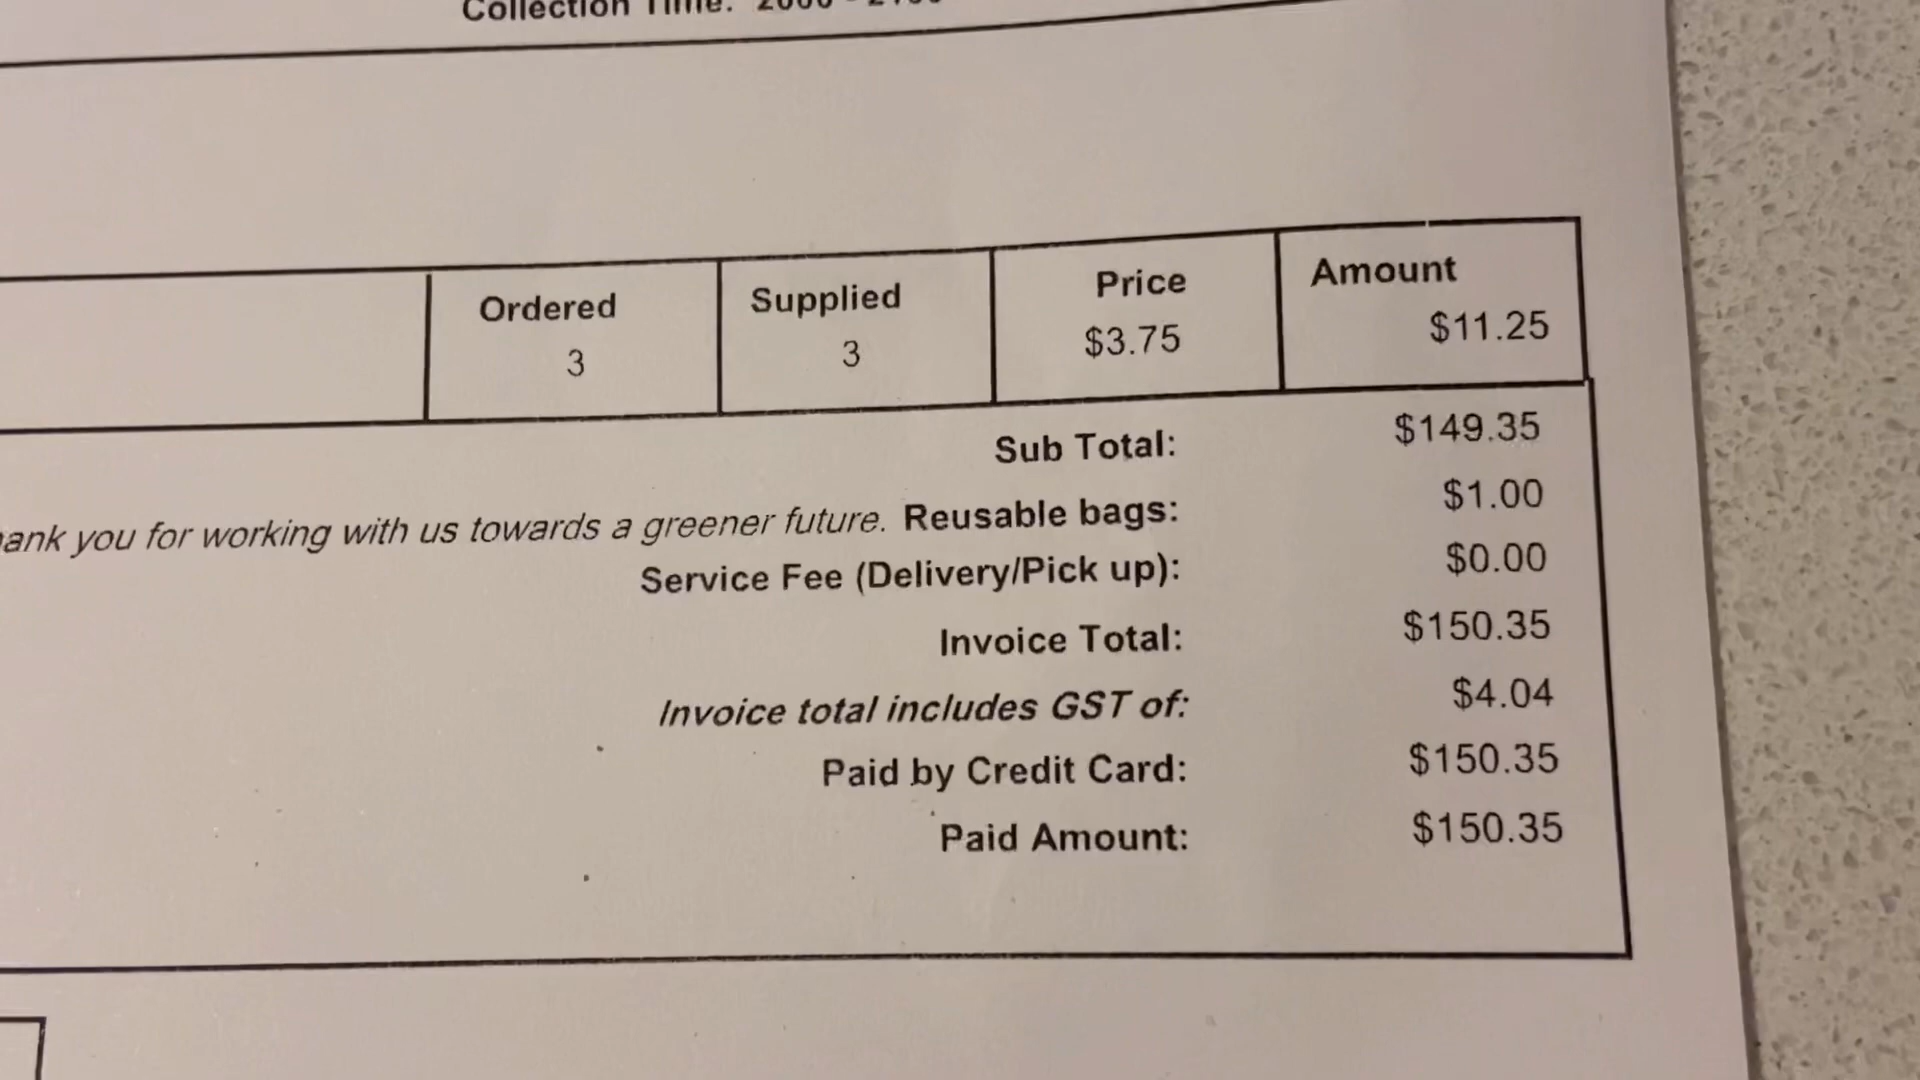 Collection Time:
Ordered Supplied Price Amount
3 3 $3.75 $11.25
Sub Total: $149.35
you for working with us towards a greener future. Reusable bags: $1.00
Service Fee (Delivery/Pick up): $0.00
Invoice Total: $150.35
Invoice total includes GST of: $4.04
Paid by Credit Card: $150.35
Paid Amount: $150.35